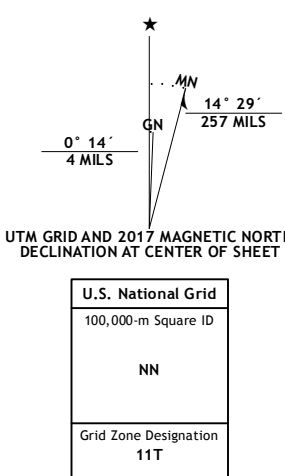 ★
MN
14° 29´
257 MILS
GN
0° 14´
4 MILS
UTM GRID AND 2017 MAGNETIC NORT
DECLINATION AT CENTER OF SHEET
U.S. National Grid
100,000-m Square ID
NN
Grid Zone Designation
11T